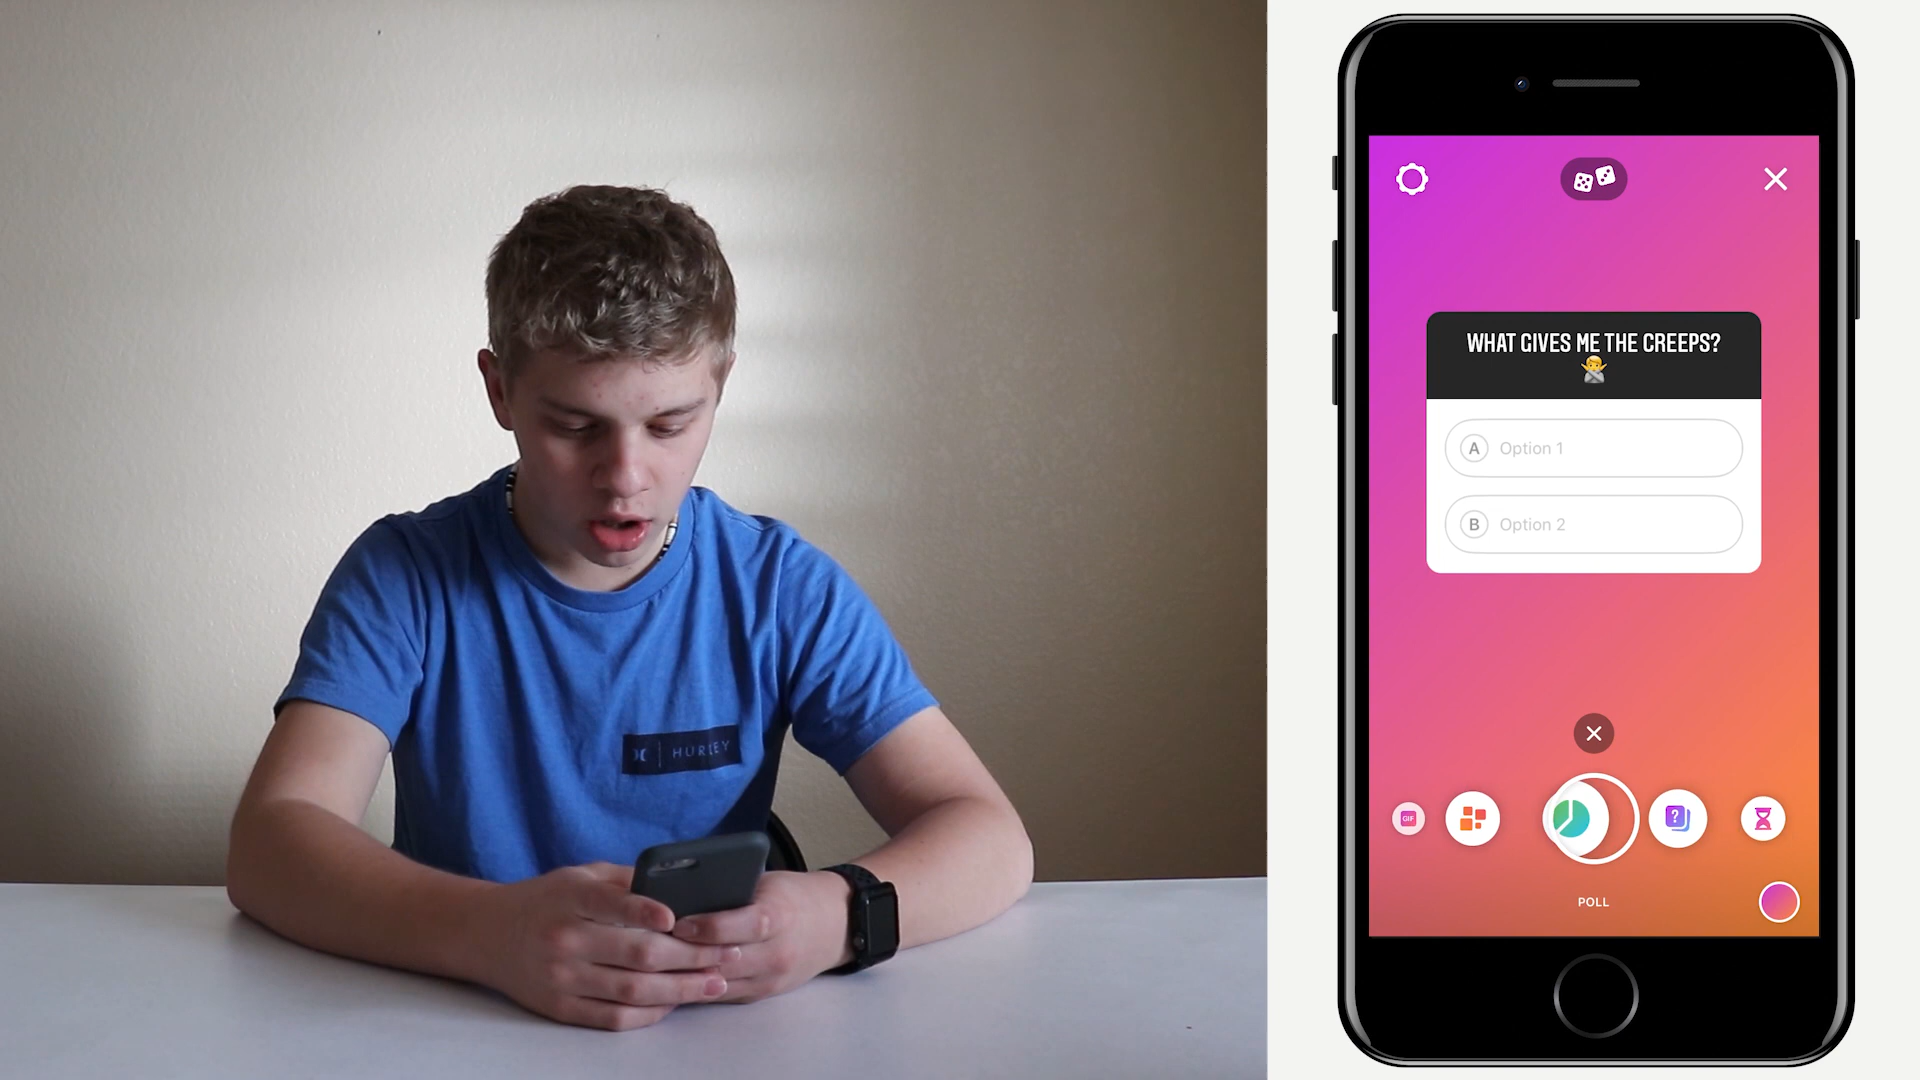 HURLEY
WHAT GIVES ME THE CREEPS?
🙅
A Option 1
B Option 2
GIF
?
POLL